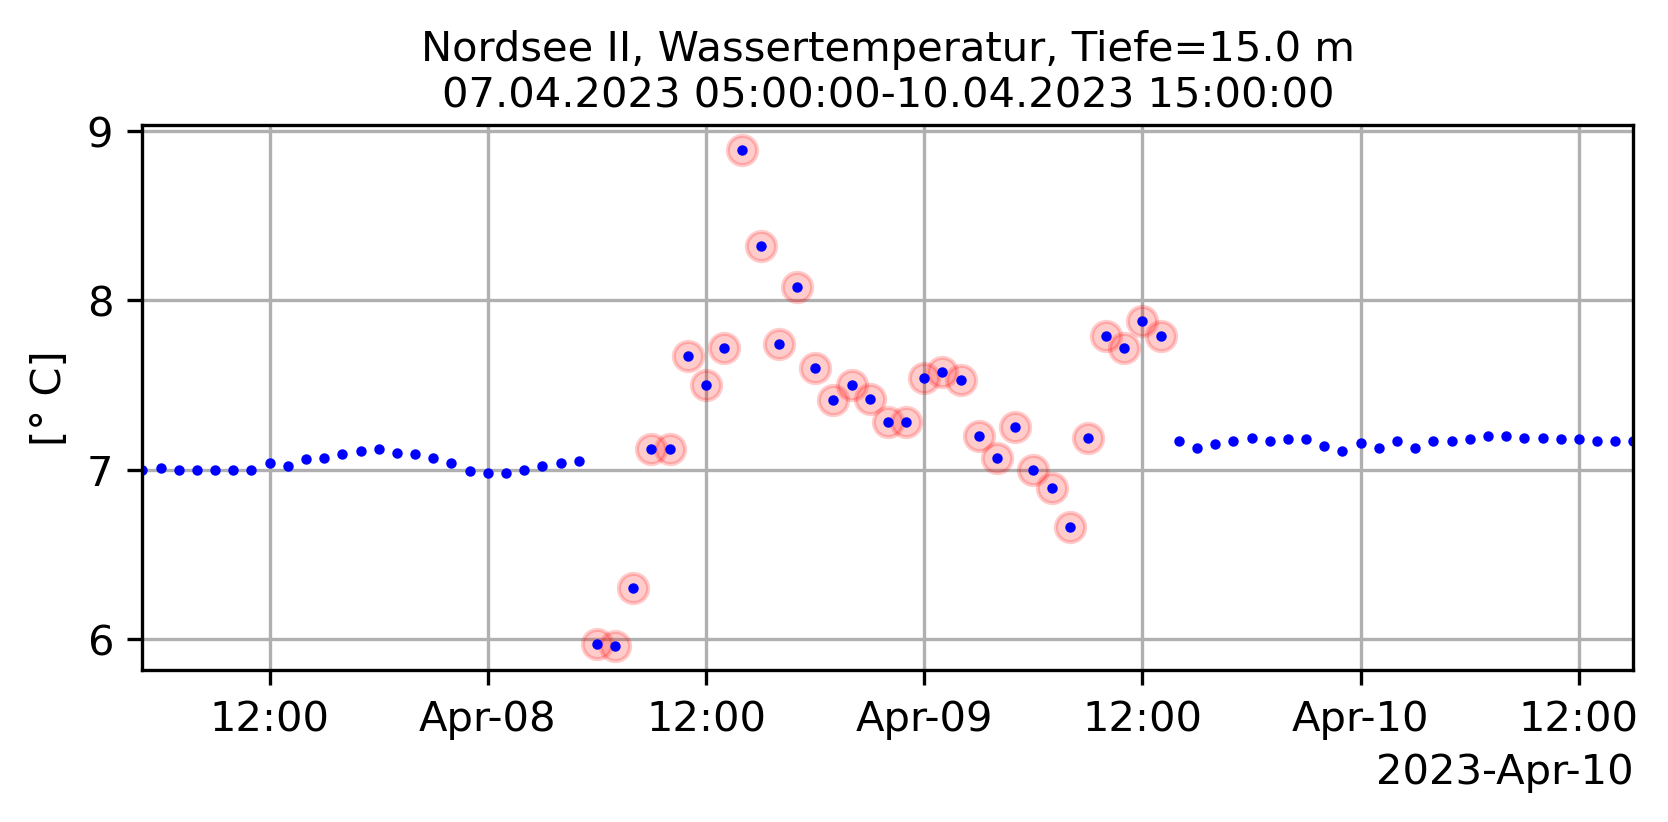 Nordsee II, Wassertemperatur, Tiefe=15.0 m
07.04.2023 05:00:00-10.04.2023 15:00:00
9
8
7
6
[° C]
12:00 Apr-08 12:00 Apr-09 12:00 Apr-10 12:00
2023-Apr-10